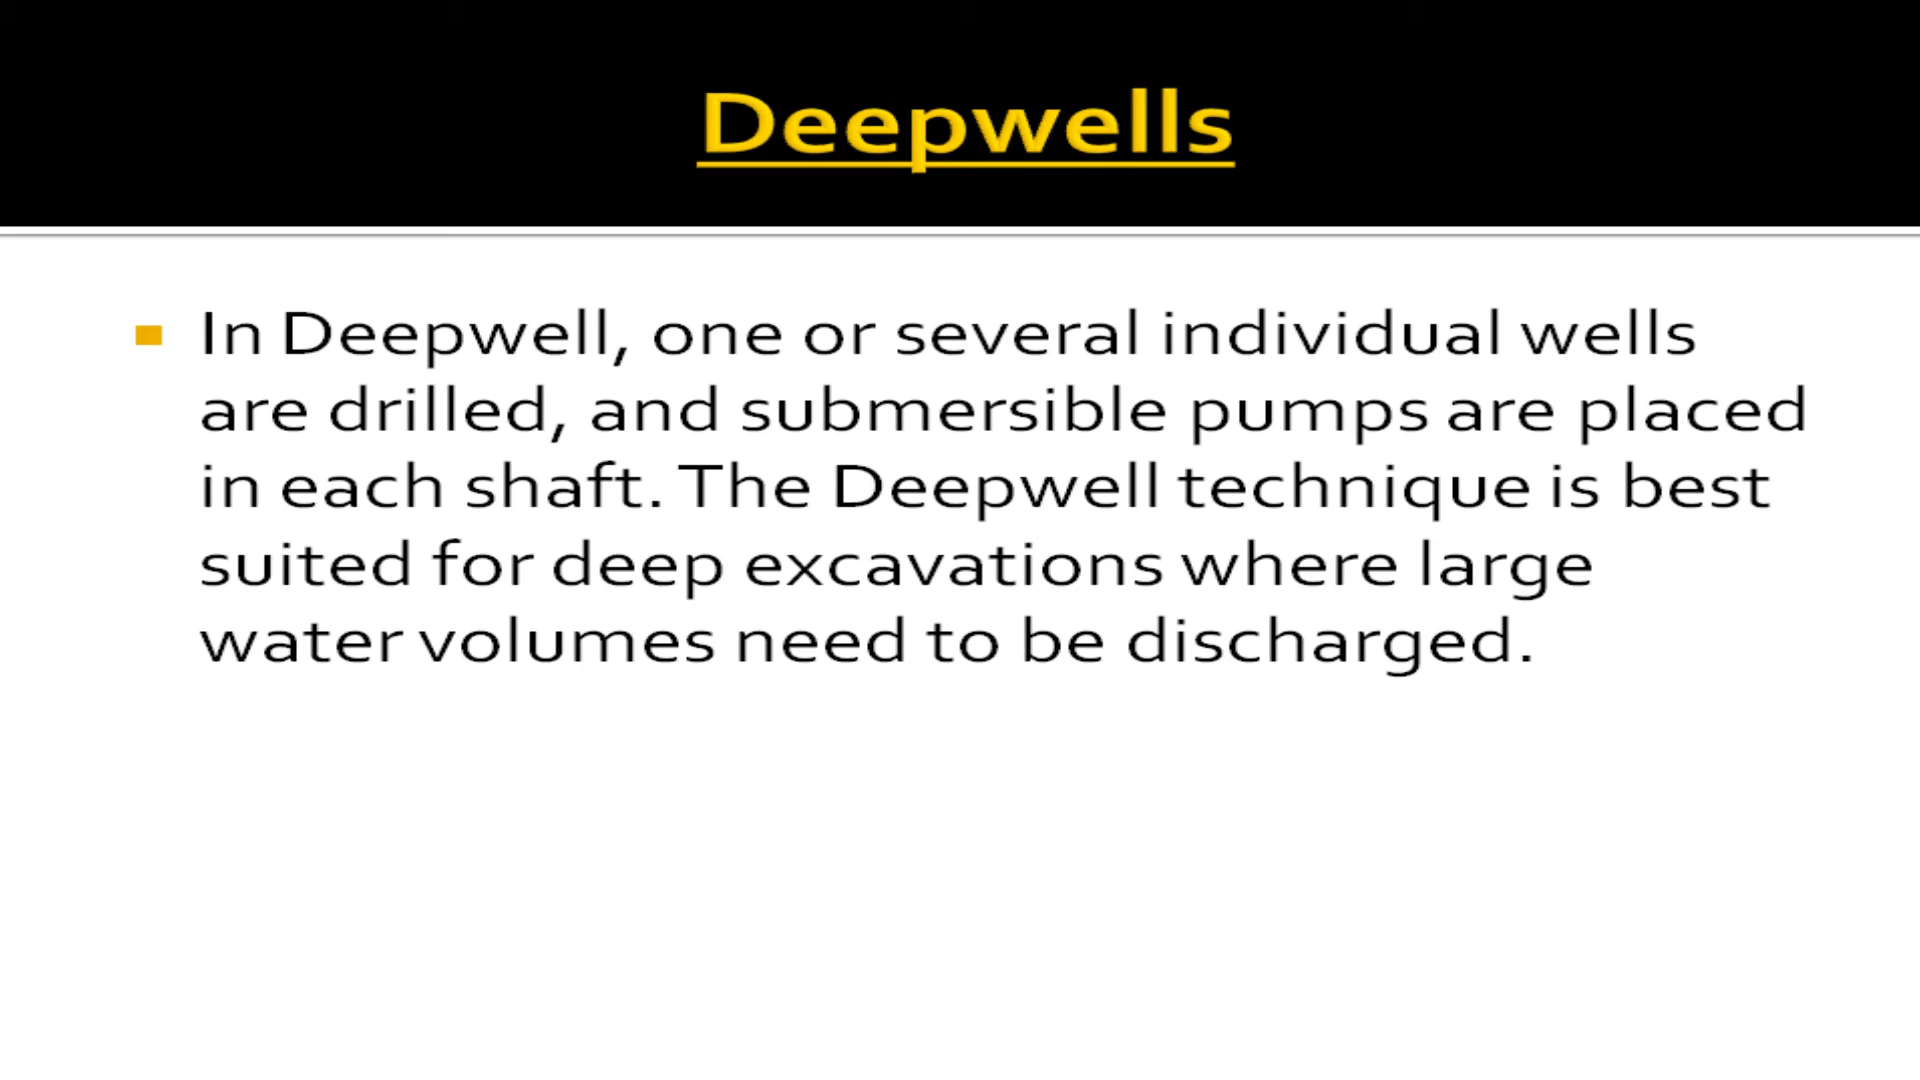 Deepwells
In Deepwell, one or several individual wells
are drilled, and submersible pumps are placed
in each shaft. The Deepwell technique is best
suited for deep excavations where large
water volumes need to be discharged.